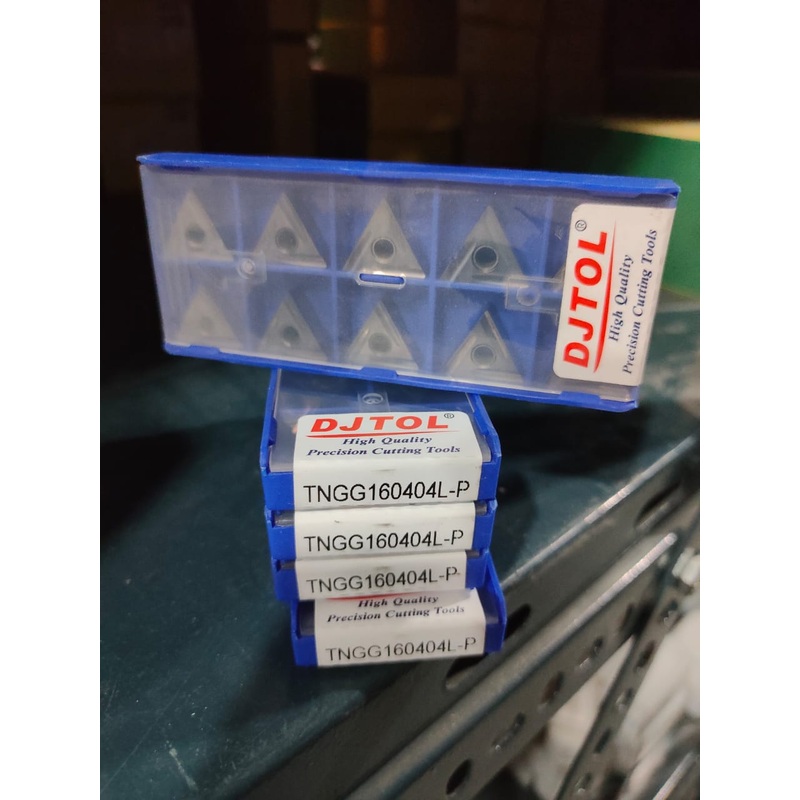 DJTOL®
High Quality
Precision Cutting Tools
DJTOL®
High Quality
Precision Cutting Tools
TNGG160404L-P
TNGG160404L-P
TNGG160404L-P
High Quality
Precision Cutting Tools
TNGG160404L-P